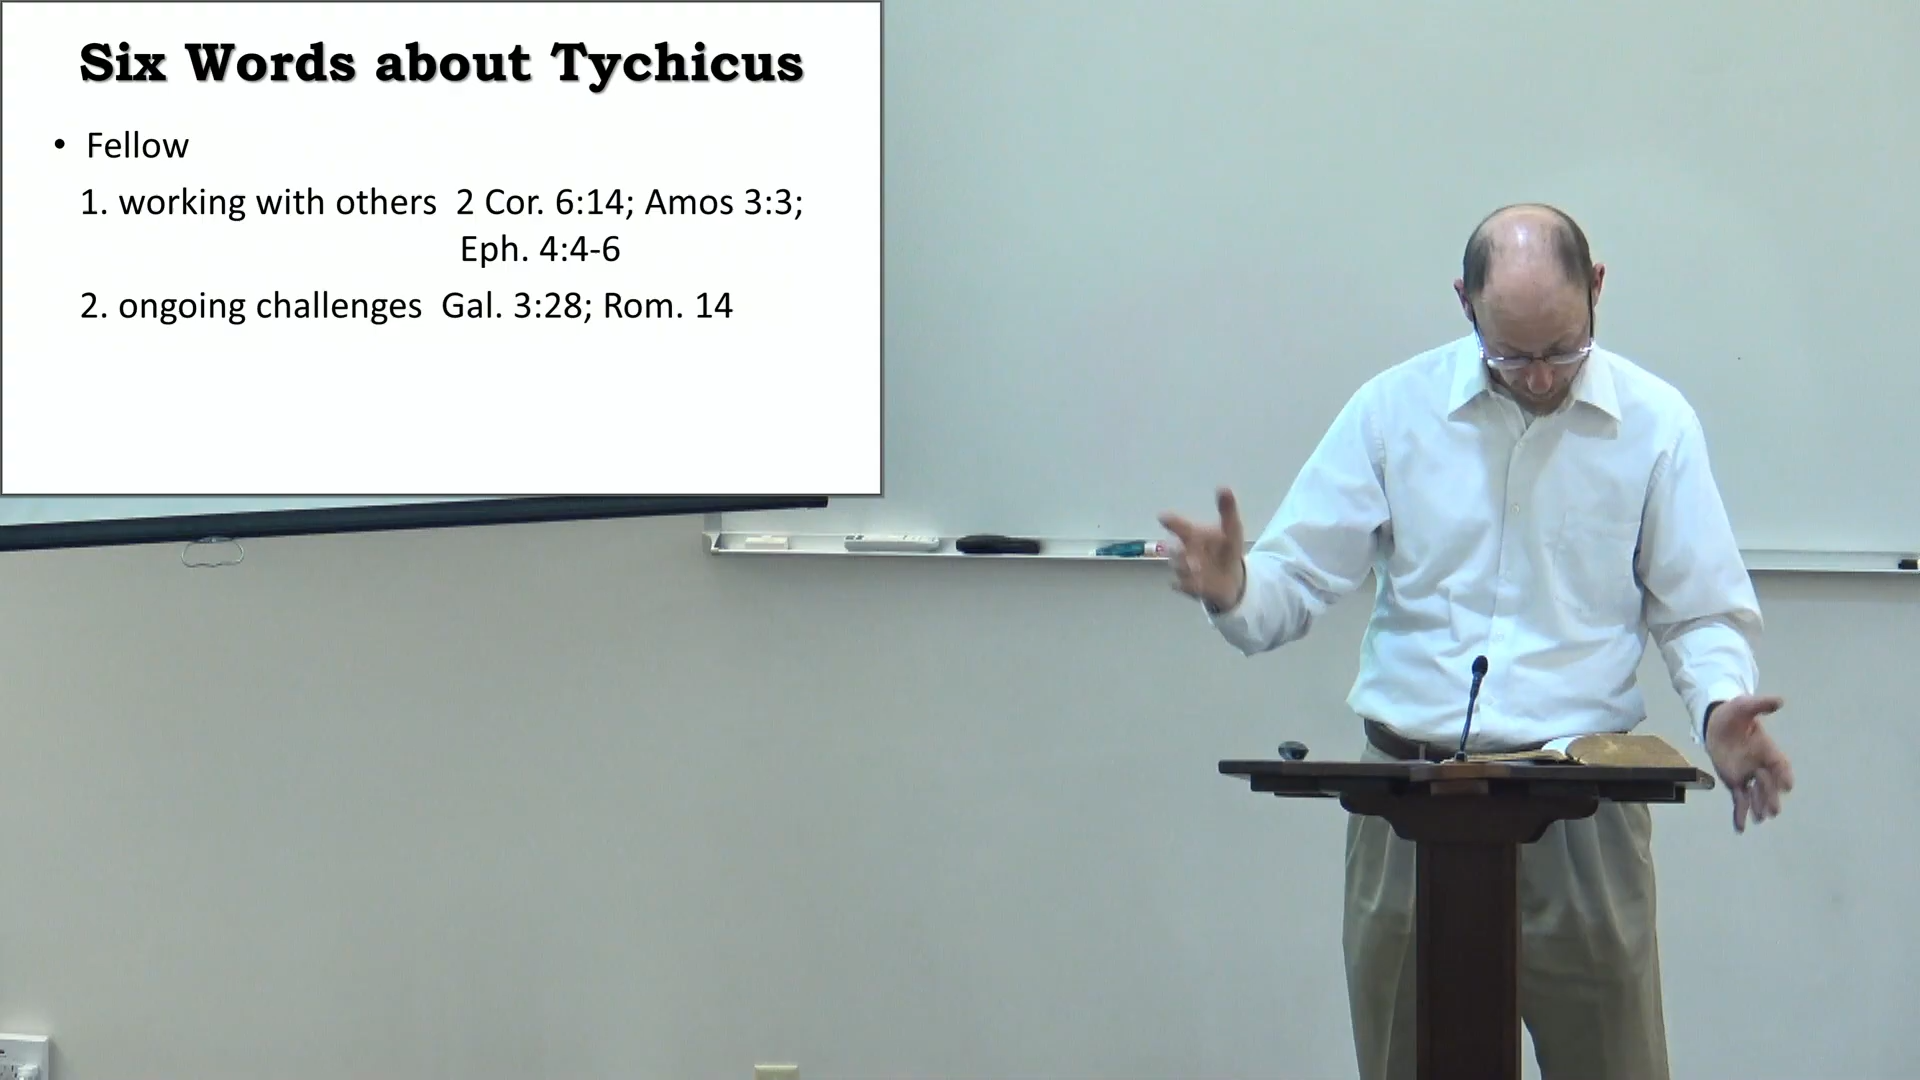 Six Words about Tychicus
• Fellow
1. working with others 2 Cor. 6:14; Amos 3:3;
Eph. 4:4-6
2. ongoing challenges Gal. 3:28; Rom. 14